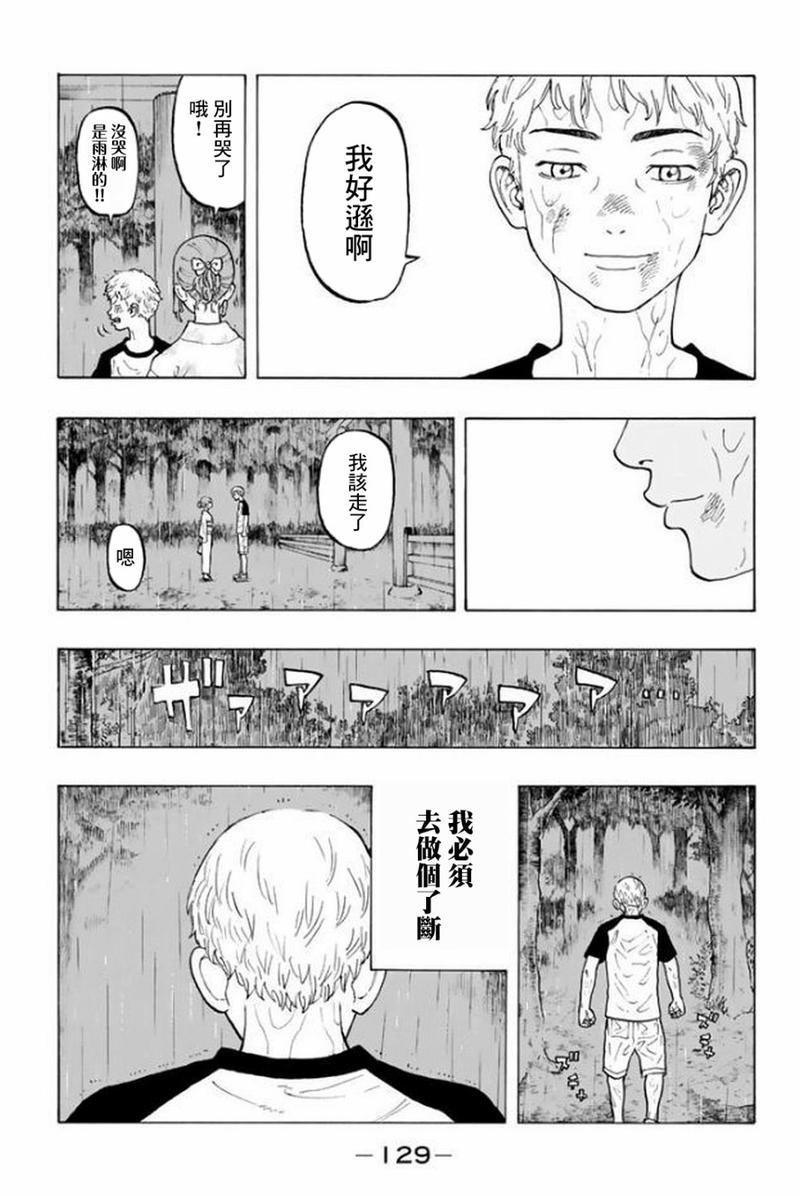 我好遜啊
別再哭了
哦！
沒哭啊
是雨淋的!!
我該走了
嗯
ザァァァァァァ…
我必須
去做個了斷
ズチャ
ズチャ
－129－